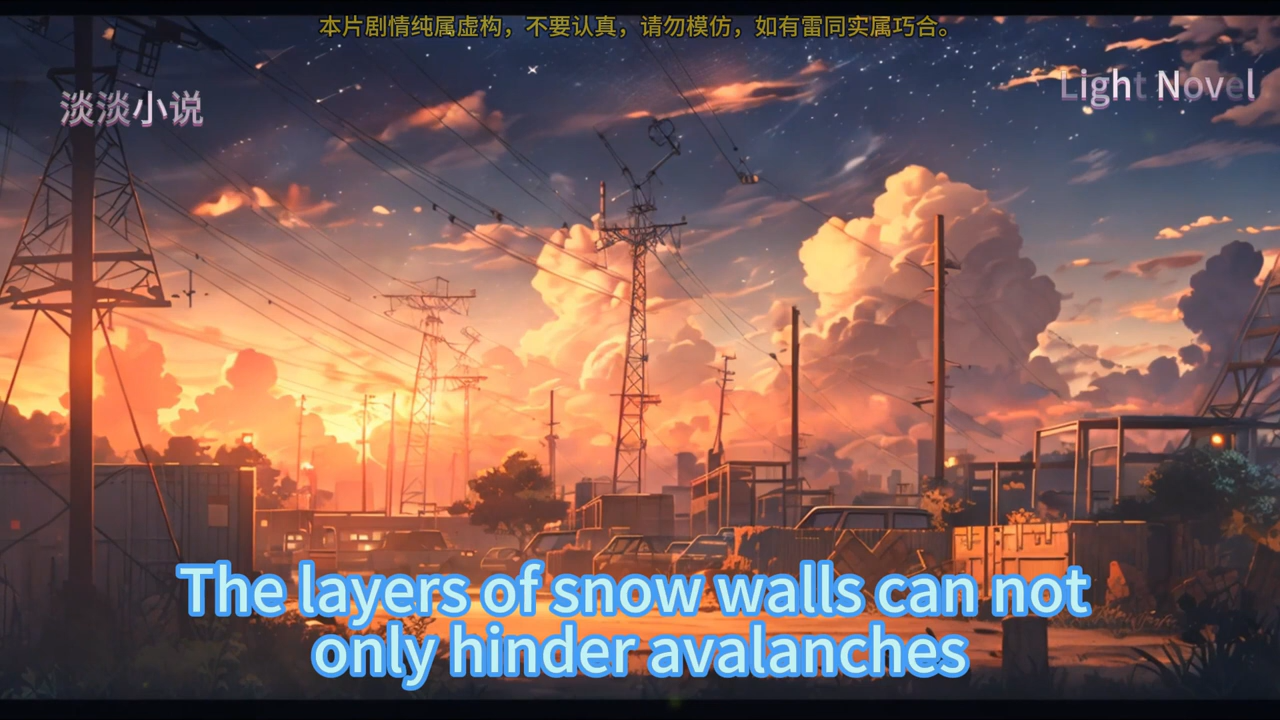 本片剧情纯属虚构，不要认真，请勿模仿，如有雷同实属巧合。
淡淡小说
Light Novel
The layers of snow walls can not
only hinder avalanches